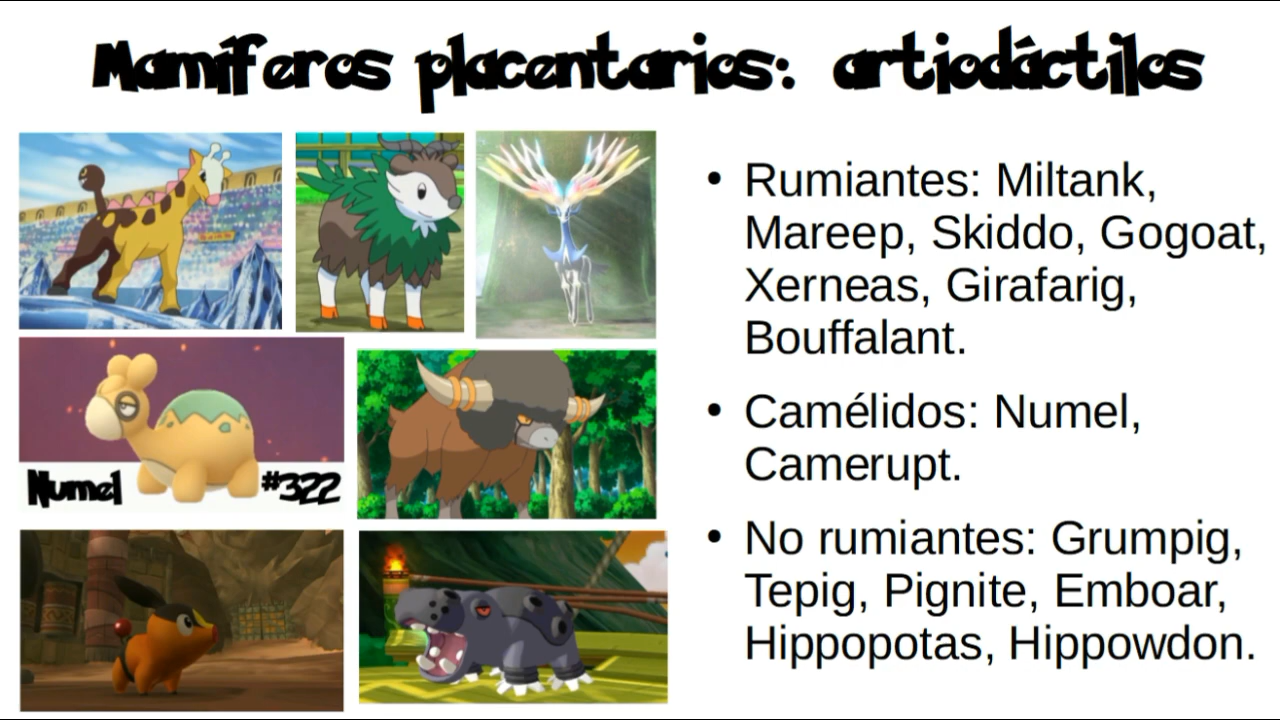 Mamíferos placentarios: artiodáctilos
Numel #322
• Rumiantes: Miltank,
Mareep, Skiddo, Gogoat,
Xerneas, Girafarig,
Bouffalant.
• Camélidos: Numel,
Camerupt.
• No rumiantes: Grumpig,
Tepig, Pignite, Emboar,
Hippopotas, Hippowdon.